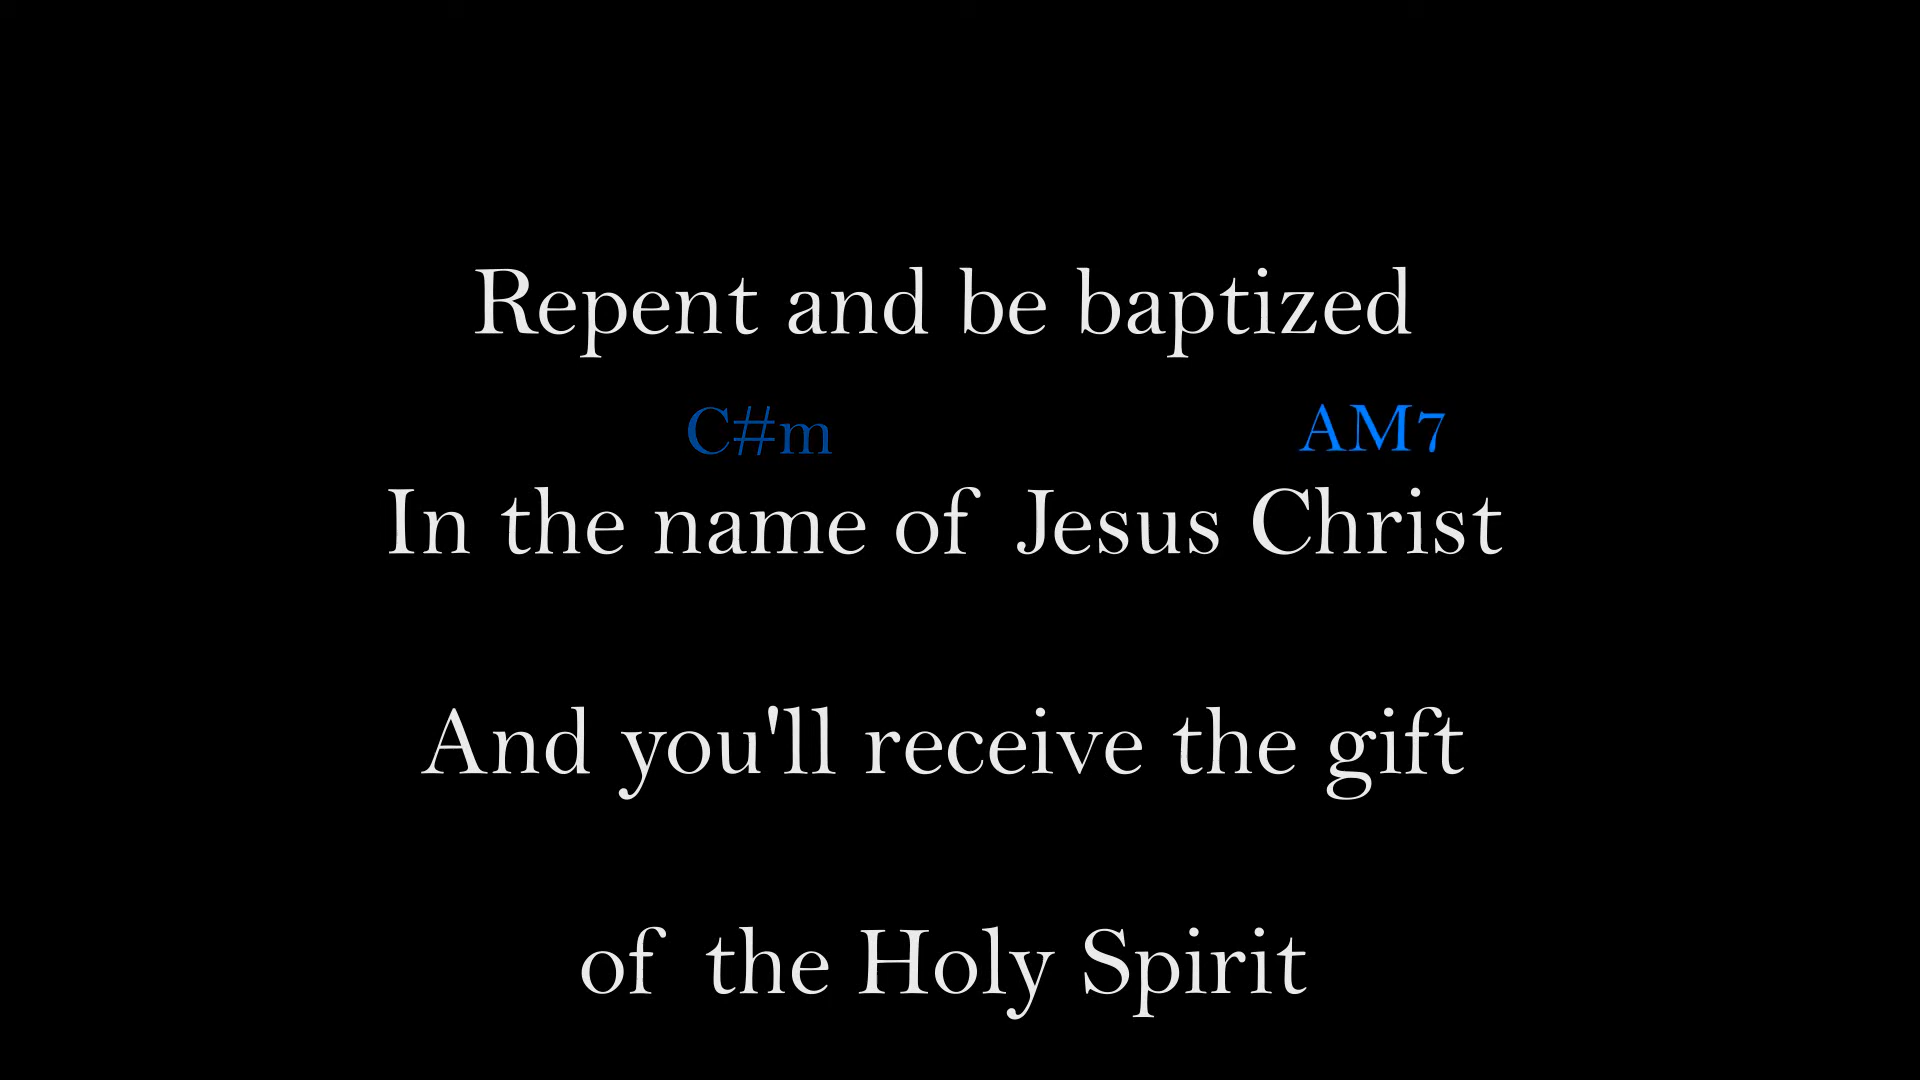 Repent and be baptized
C#m AM7
In the name of Jesus Christ
And you'll receive the gift
of the Holy Spirit